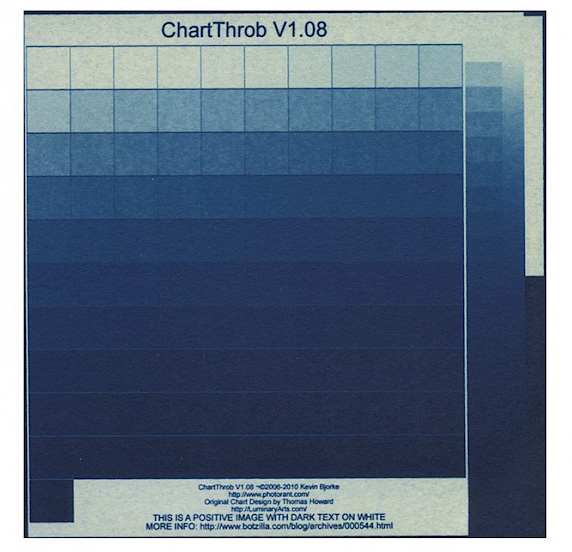 ChartThrob V1.08
ChartThrob V1.08 ¬©2006-2010 Kevin Bjorke
http://www.photorant.com/
Original Chart Design by Thomas Howard
http://LuminaryArts.com/
THIS IS A POSITIVE IMAGE WITH DARK TEXT ON WHITE
MORE INFO: http://www.botzilla.com/blog/archives/000544.html